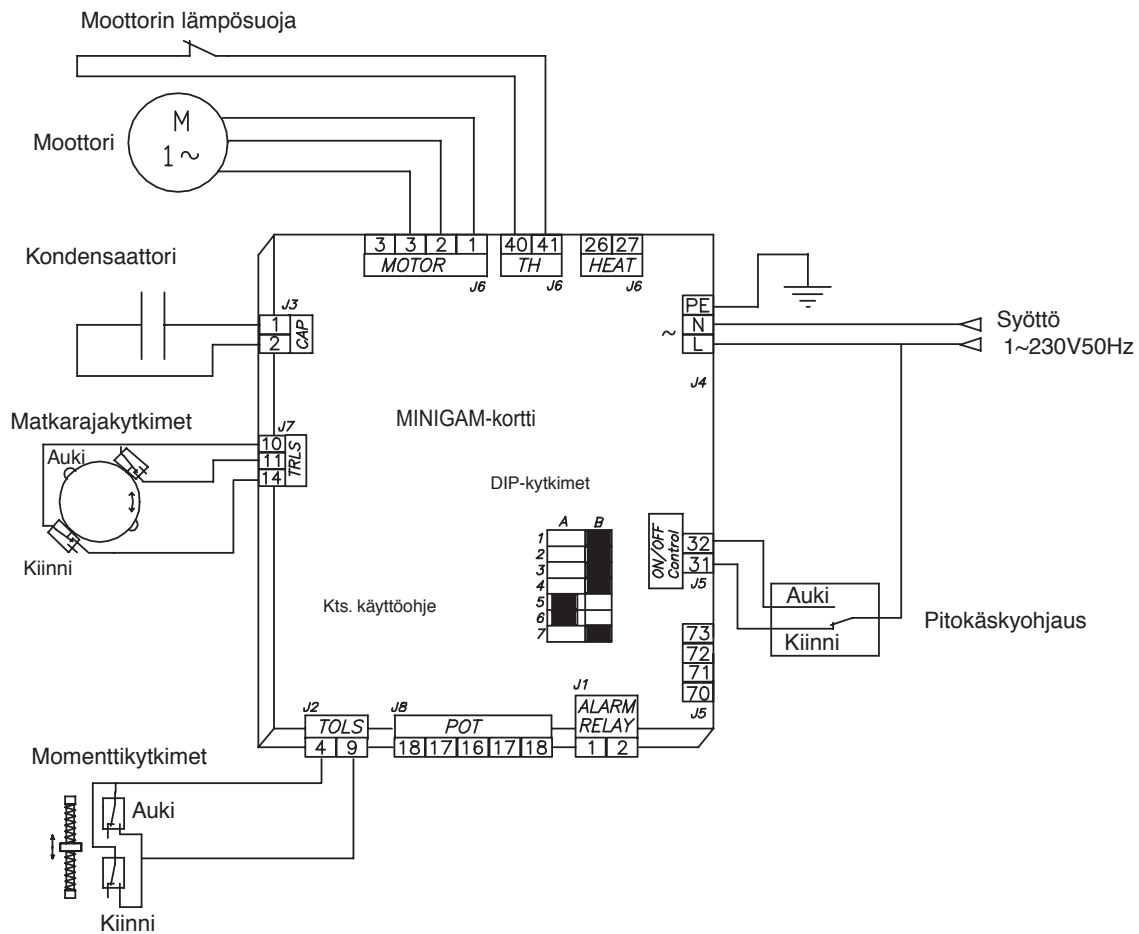 Moottorin lämpösuoja
Moottori
M
1~
Kondensaattori
3 3 2 1
MOTOR
J6
40 41
TH
J6
26 27
HEAT
J6
J3
1
2
CAP
PE
N
L
~
J4
Syöttö
1~230V50Hz
Matkarajakytkimet
Auki
Kiinni
J7
10
11
14
TRLS
MINIGAM-kortti
DIP-kytkimet
A B
1
2
3
4
5
6
7
Kts. käyttöohje
ON/OFF
Control
32
31
J5
Auki
Kiinni
Pitokäskyohjaus
73
72
71
70
J5
J2
TOLS
4 9
J8
POT
18 17 16 17 18
J1
ALARM
RELAY
1 2
Momenttikytkimet
Auki
Kiinni